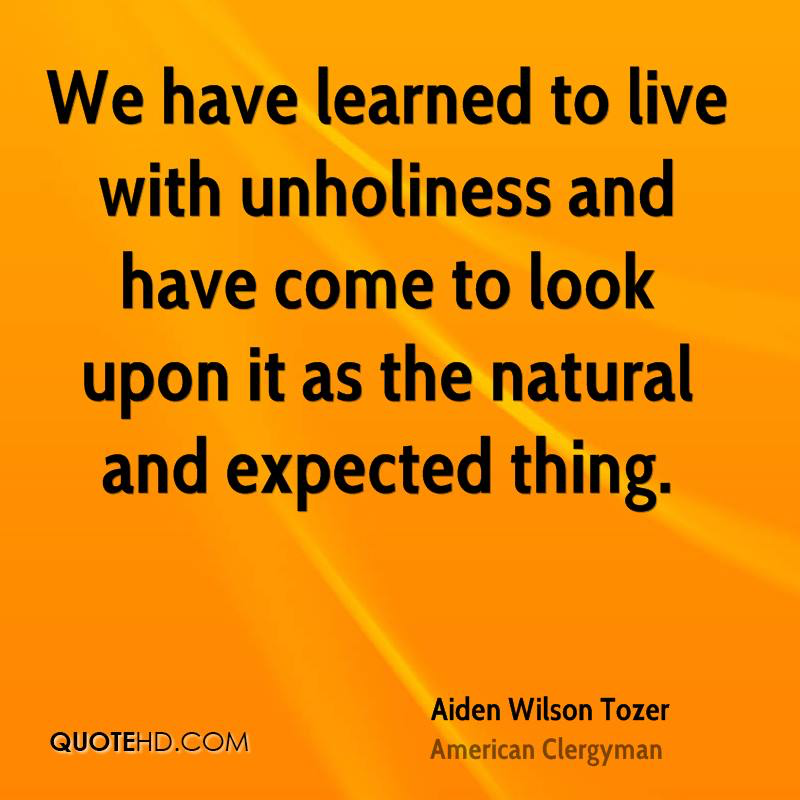 We have learned to live
with unholiness and
have come to look
upon it as the natural
and expected thing.
Aiden Wilson Tozer
American Clergyman
QUOTEHD.COM